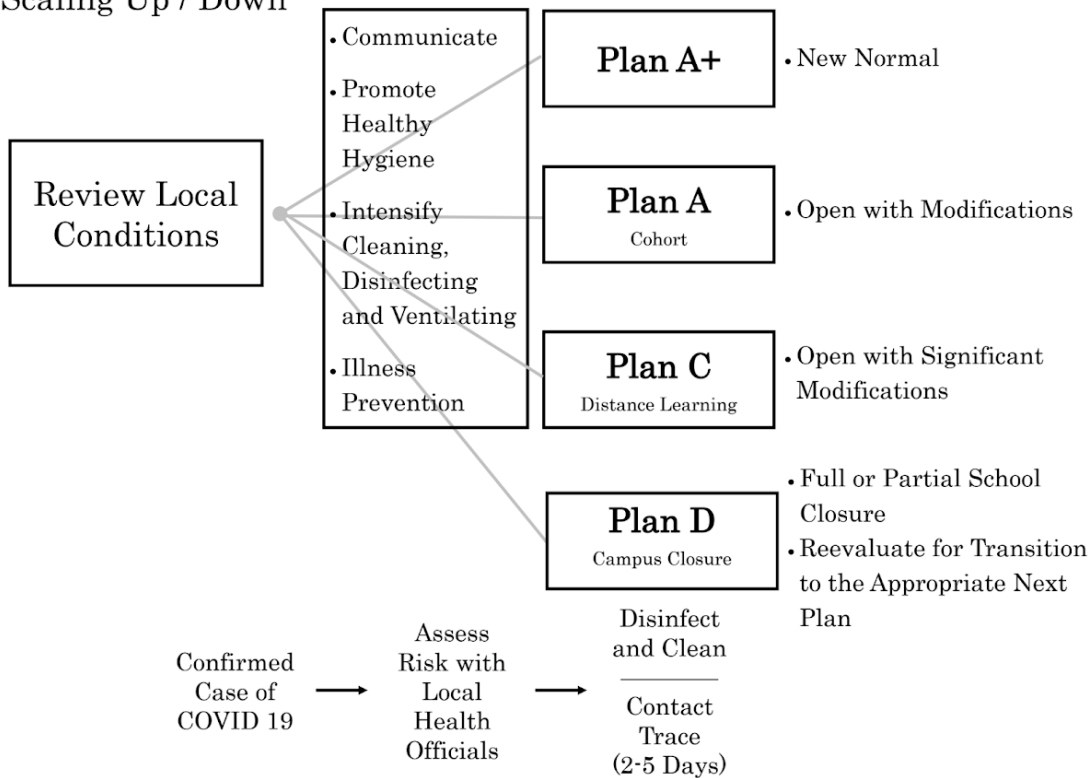 Scaling Up / Down
Review Local
Conditions
• Communicate
• Promote
Healthy
Hygiene
• Intensify
Cleaning,
Disinfecting
and Ventilating
• Illness
Prevention
Plan A+
• New Normal
Plan A
Cohort
• Open with Modifications
Plan C
Distance Learning
• Open with Significant
Modifications
Plan D
Campus Closure
• Full or Partial School
Closure
• Reevaluate for Transition
to the Appropriate Next
Plan
Confirmed
Case of
COVID 19
Assess
Risk with
Local
Health
Officials
Disinfect
and Clean
Contact
Trace
(2-5 Days)